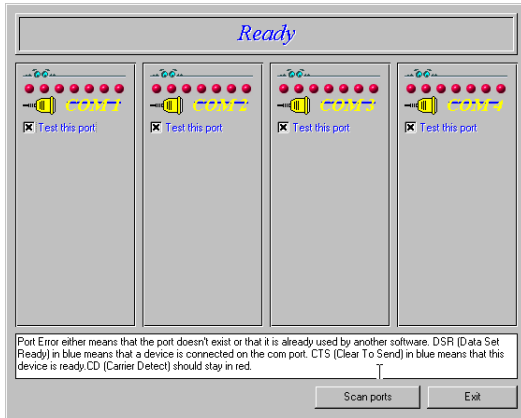 Ready
COM 1
COM 2
COM 3
COM 4
Test this port
Test this port
Test this port
Test this port
Port Error either means that the port doesn't exist or that it is already used by another software. DSR (Data Set
Ready) in blue means that a device is connected on the com port. CTS (Clear To Send) in blue means that this
device is ready.CD (Carrier Detect) should stay in red.
Scan ports
Exit